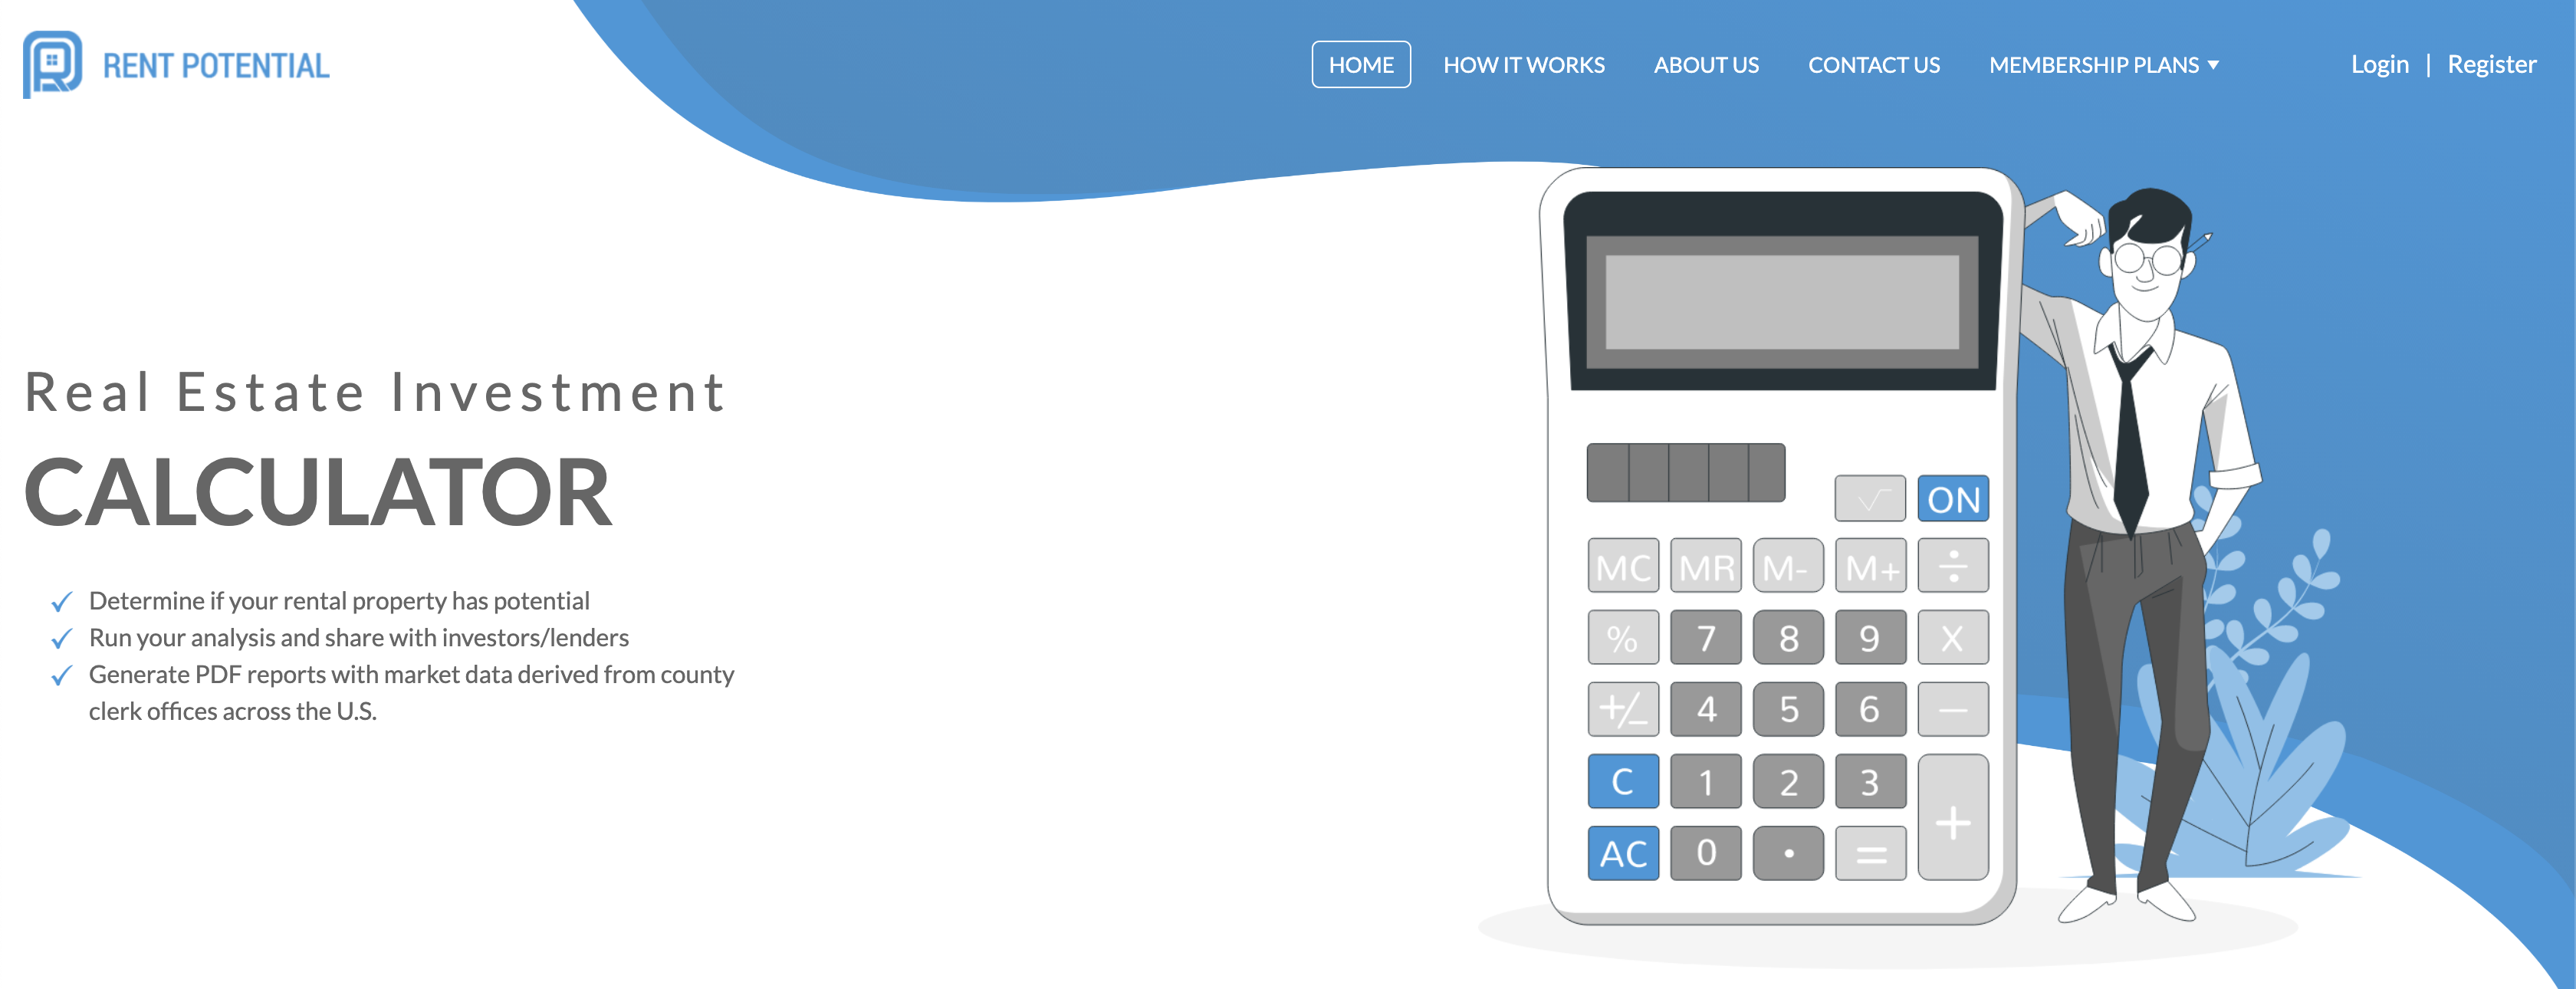 RENT POTENTIAL
HOME HOW IT WORKS ABOUT US CONTACT US MEMBERSHIP PLANS ▼ Login | Register
Real Estate Investment
CALCULATOR
✓ Determine if your rental property has potential
✓ Run your analysis and share with investors/lenders
✓ Generate PDF reports with market data derived from county
clerk offices across the U.S.
√ ON
MC MR M- M+ ÷
% 7 8 9 X
+/− 4 5 6 −
C 1 2 3
+
AC 0 . =